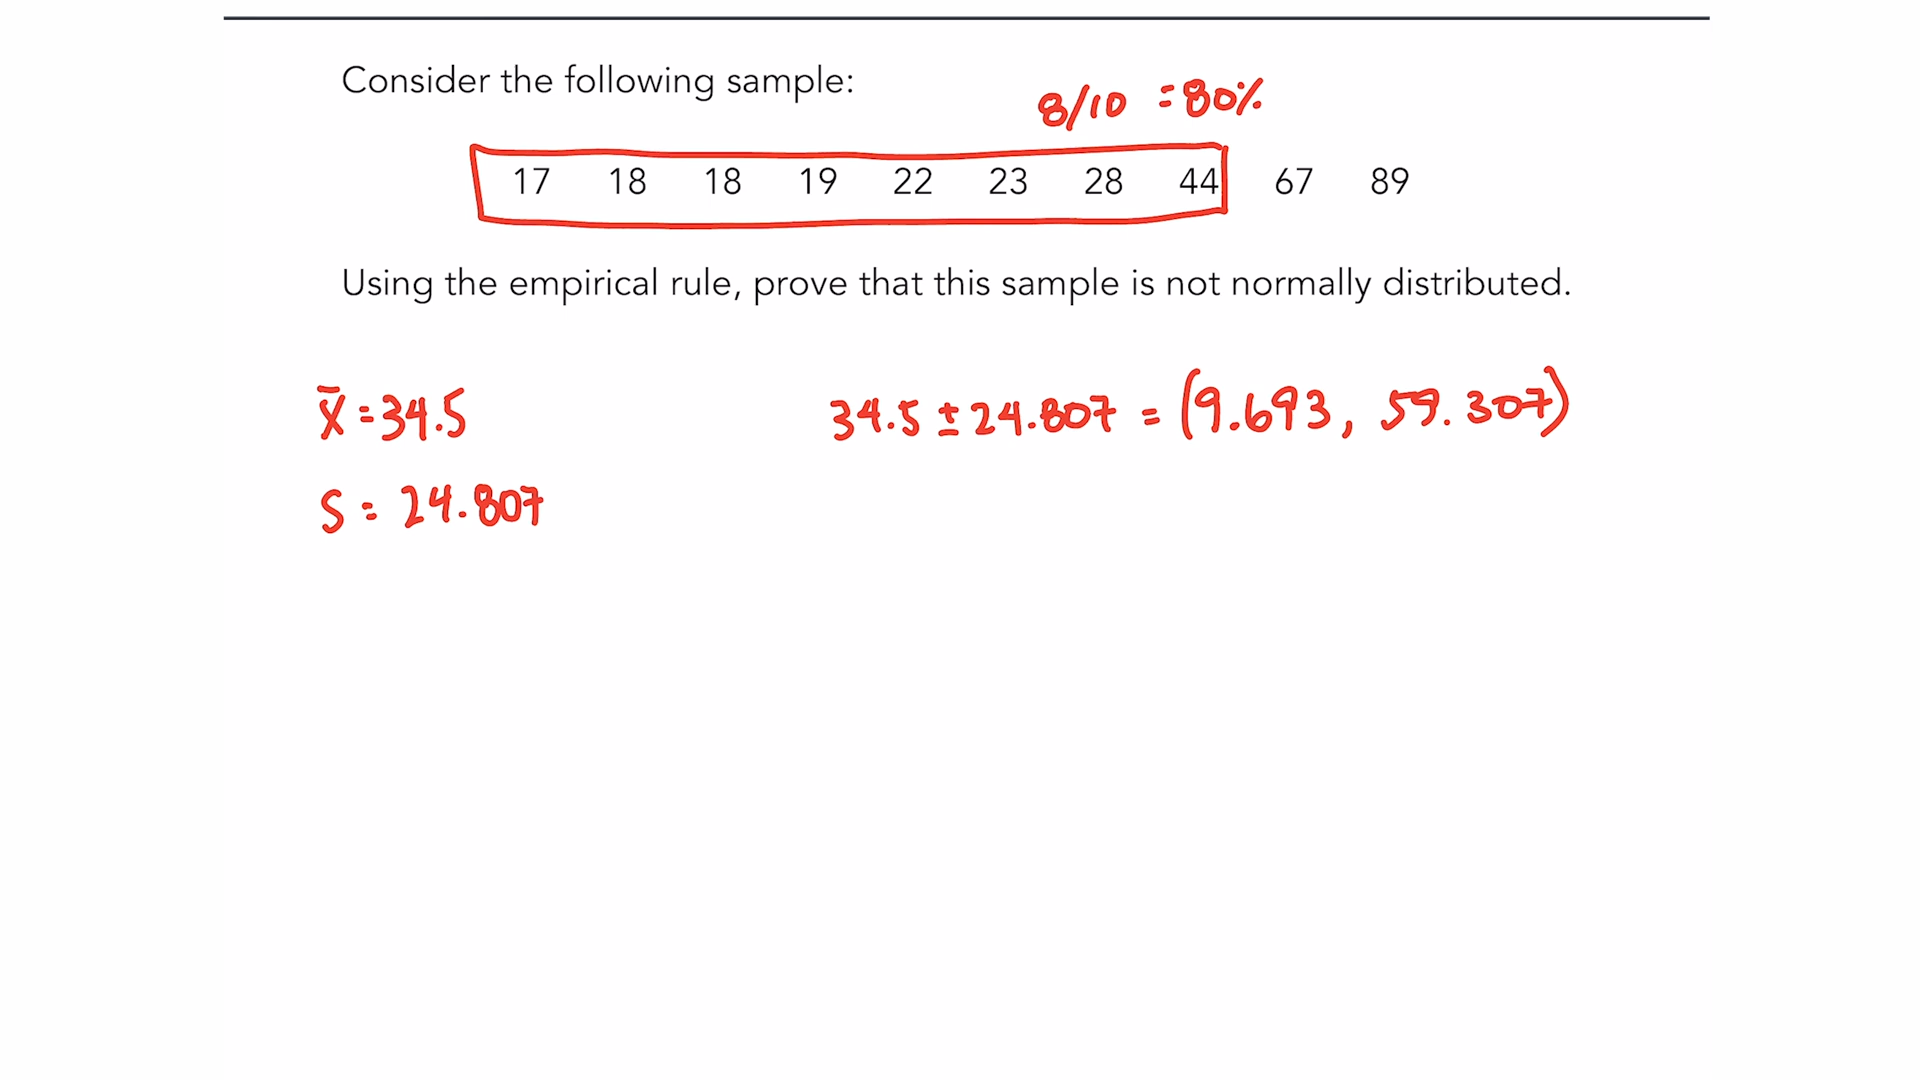 Consider the following sample:
8/10 = 80%
17 18 18 19 22 23 28 44 67 89
Using the empirical rule, prove that this sample is not normally distributed.
x̄ = 34.5
34.5 ± 24.807 = (9.693, 59.307)
S = 24.807